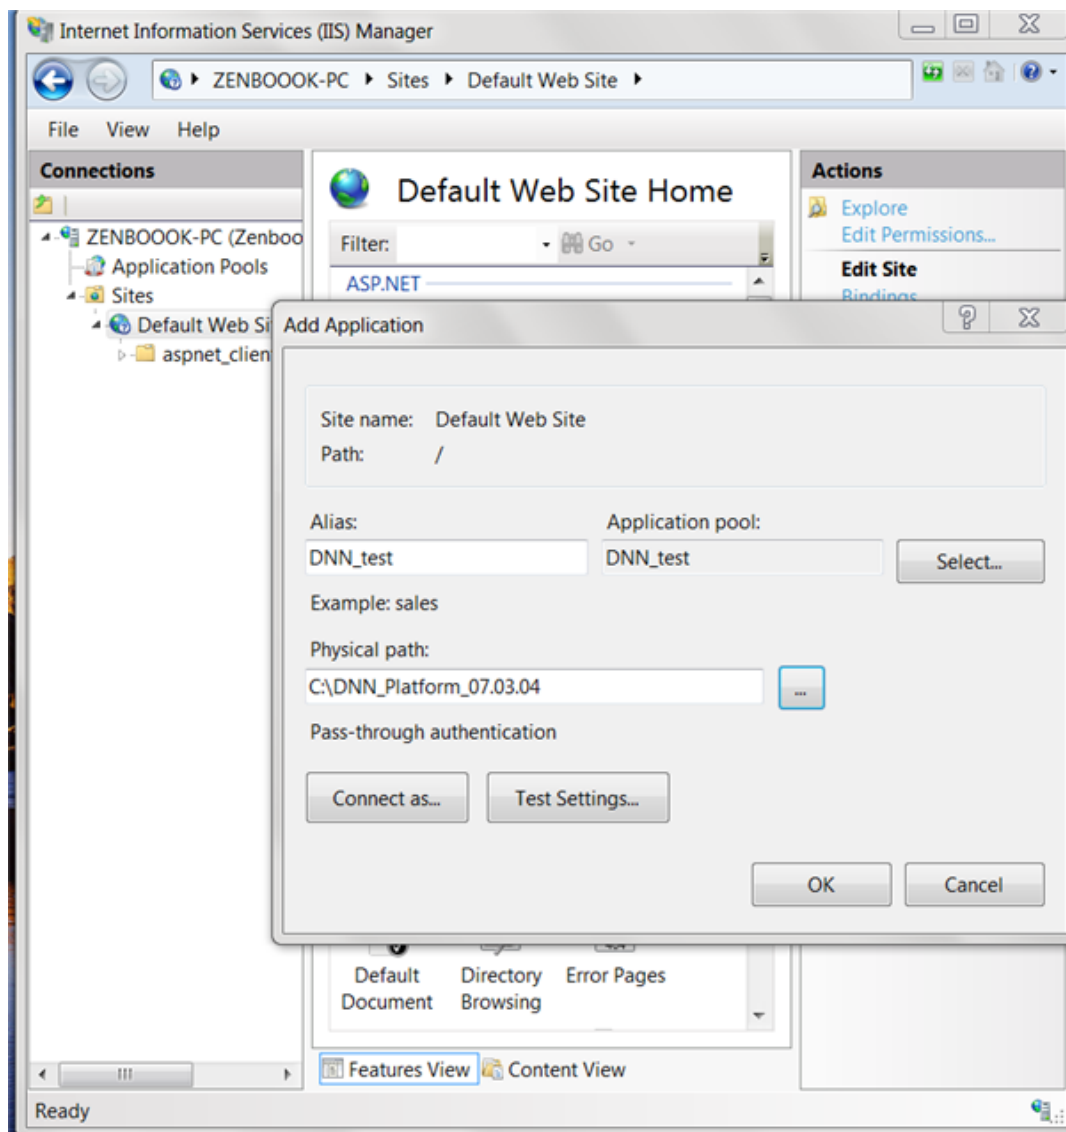 Internet Information Services (IIS) Manager
ZENBOOOK-PC Sites Default Web Site
File View Help
Connections
ZENBOOOK-PC (Zenboo
Application Pools
Sites
Default Web Si
aspnet_clien
Default Web Site Home
Filter: Go
ASP.NET
Actions
Explore
Edit Permissions...
Edit Site
Bindings
Add Application
Site name: Default Web Site
Path: /
Alias: Application pool:
DNN_test DNN_test Select...
Example: sales
Physical path:
C:\DNN_Platform_07.03.04 ...
Pass-through authentication
Connect as... Test Settings...
OK Cancel
Default Document
Directory Browsing
Error Pages
Features View Content View
Ready